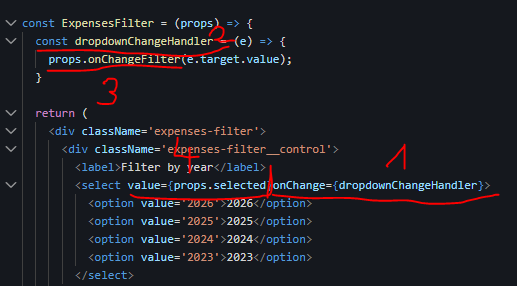 const ExpensesFilter = (props) => {
const dropdownChangeHandler = (e) => {
2
props.onChangeFilter(e.target.value);
}
3
return (
<div className='expenses-filter'>
<div className='expenses-filter__control'>
4
1
<label>Filter by year</label>
<select value={props.selected}onChange={dropdownChangeHandler}>
<option value='2026'>2026</option>
<option value='2025'>2025</option>
<option value='2024'>2024</option>
<option value='2023'>2023</option>
</select>